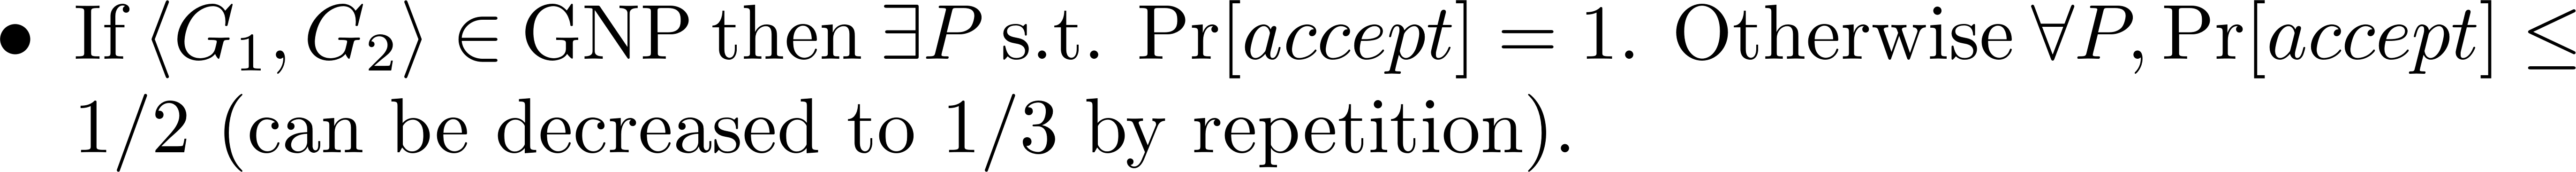 • If ⟨G₁, G₂⟩ ∈ GNP then ∃P s.t. Pr[accept] = 1. Otherwise ∀P, Pr[accept] ≤
1/2 (can be decreased to 1/3 by repetition).